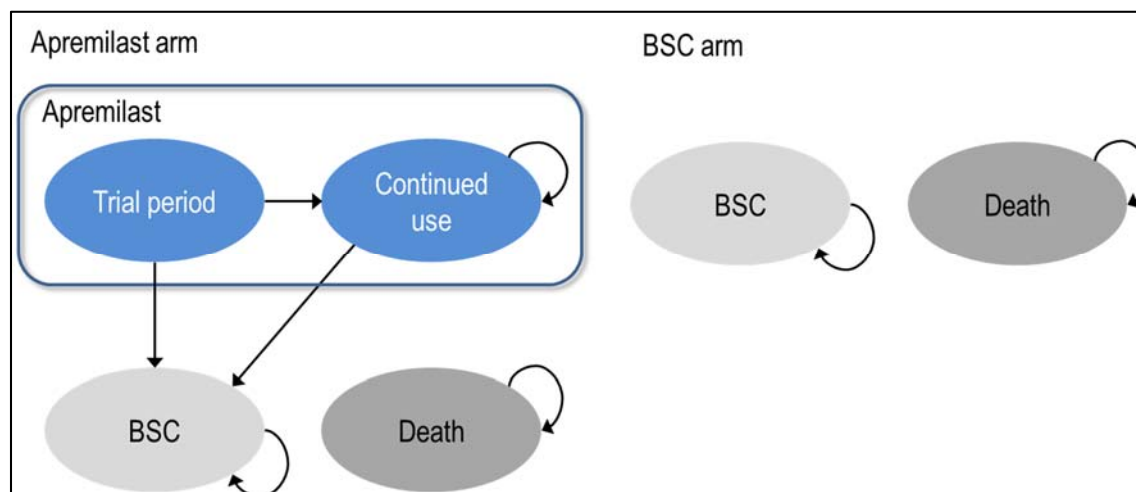 Apremilast arm
BSC arm
Apremilast
Trial period
Continued
use
BSC
Death
BSC
Death